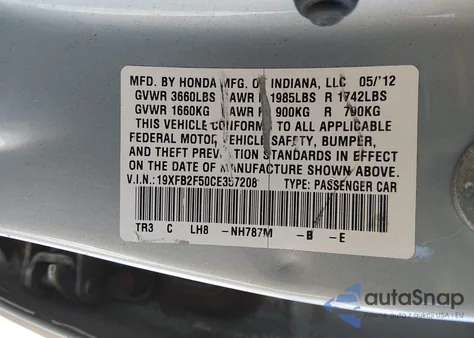 MFD. BY HONDA MFG. OF INDIANA, LLC 05/'12
GVWR 3660LBS GAWR F 1985LBS R 1742LBS
GVWR 1660KG GAWR F 900KG R 790KG
THIS VEHICLE CONFORMS TO ALL APPLICABLE
FEDERAL MOTOR VEHICLE SAFETY, BUMPER,
AND THEFT PREVENTION STANDARDS IN EFFECT
ON THE DATE OF MANUFACTURE SHOWN ABOVE.
V.I.N.:19XFB2F50CE357208 TYPE: PASSENGER CAR
TR3 C LH8 -NH787M -B -E
autoSnap